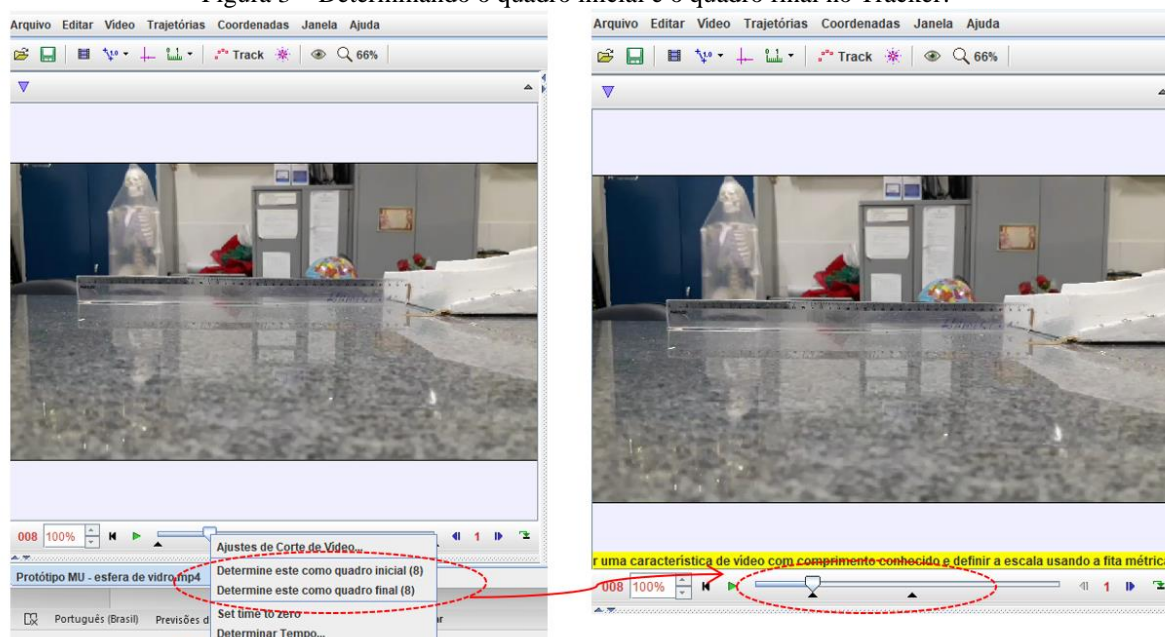 Figura 3 – Determinando o quadro inicial e o quadro final no Tracker.
Arquivo Editar Video Trajetórias Coordenadas Janela Ajuda
Track 66%
008 100% 1
Ajustes de Corte de Vídeo...
Determine este como quadro inicial (8)
Determine este como quadro final (8)
Set time to zero
Determinar Tempo...
Protótipo MU - esfera de vidro.mp4
Português (Brasil) Previsões d
Arquivo Editar Video Trajetórias Coordenadas Janela Ajuda
Track 66%
r uma característica de vídeo com comprimento conhecido e definir a escala usando a fita métrica
008 100% 1